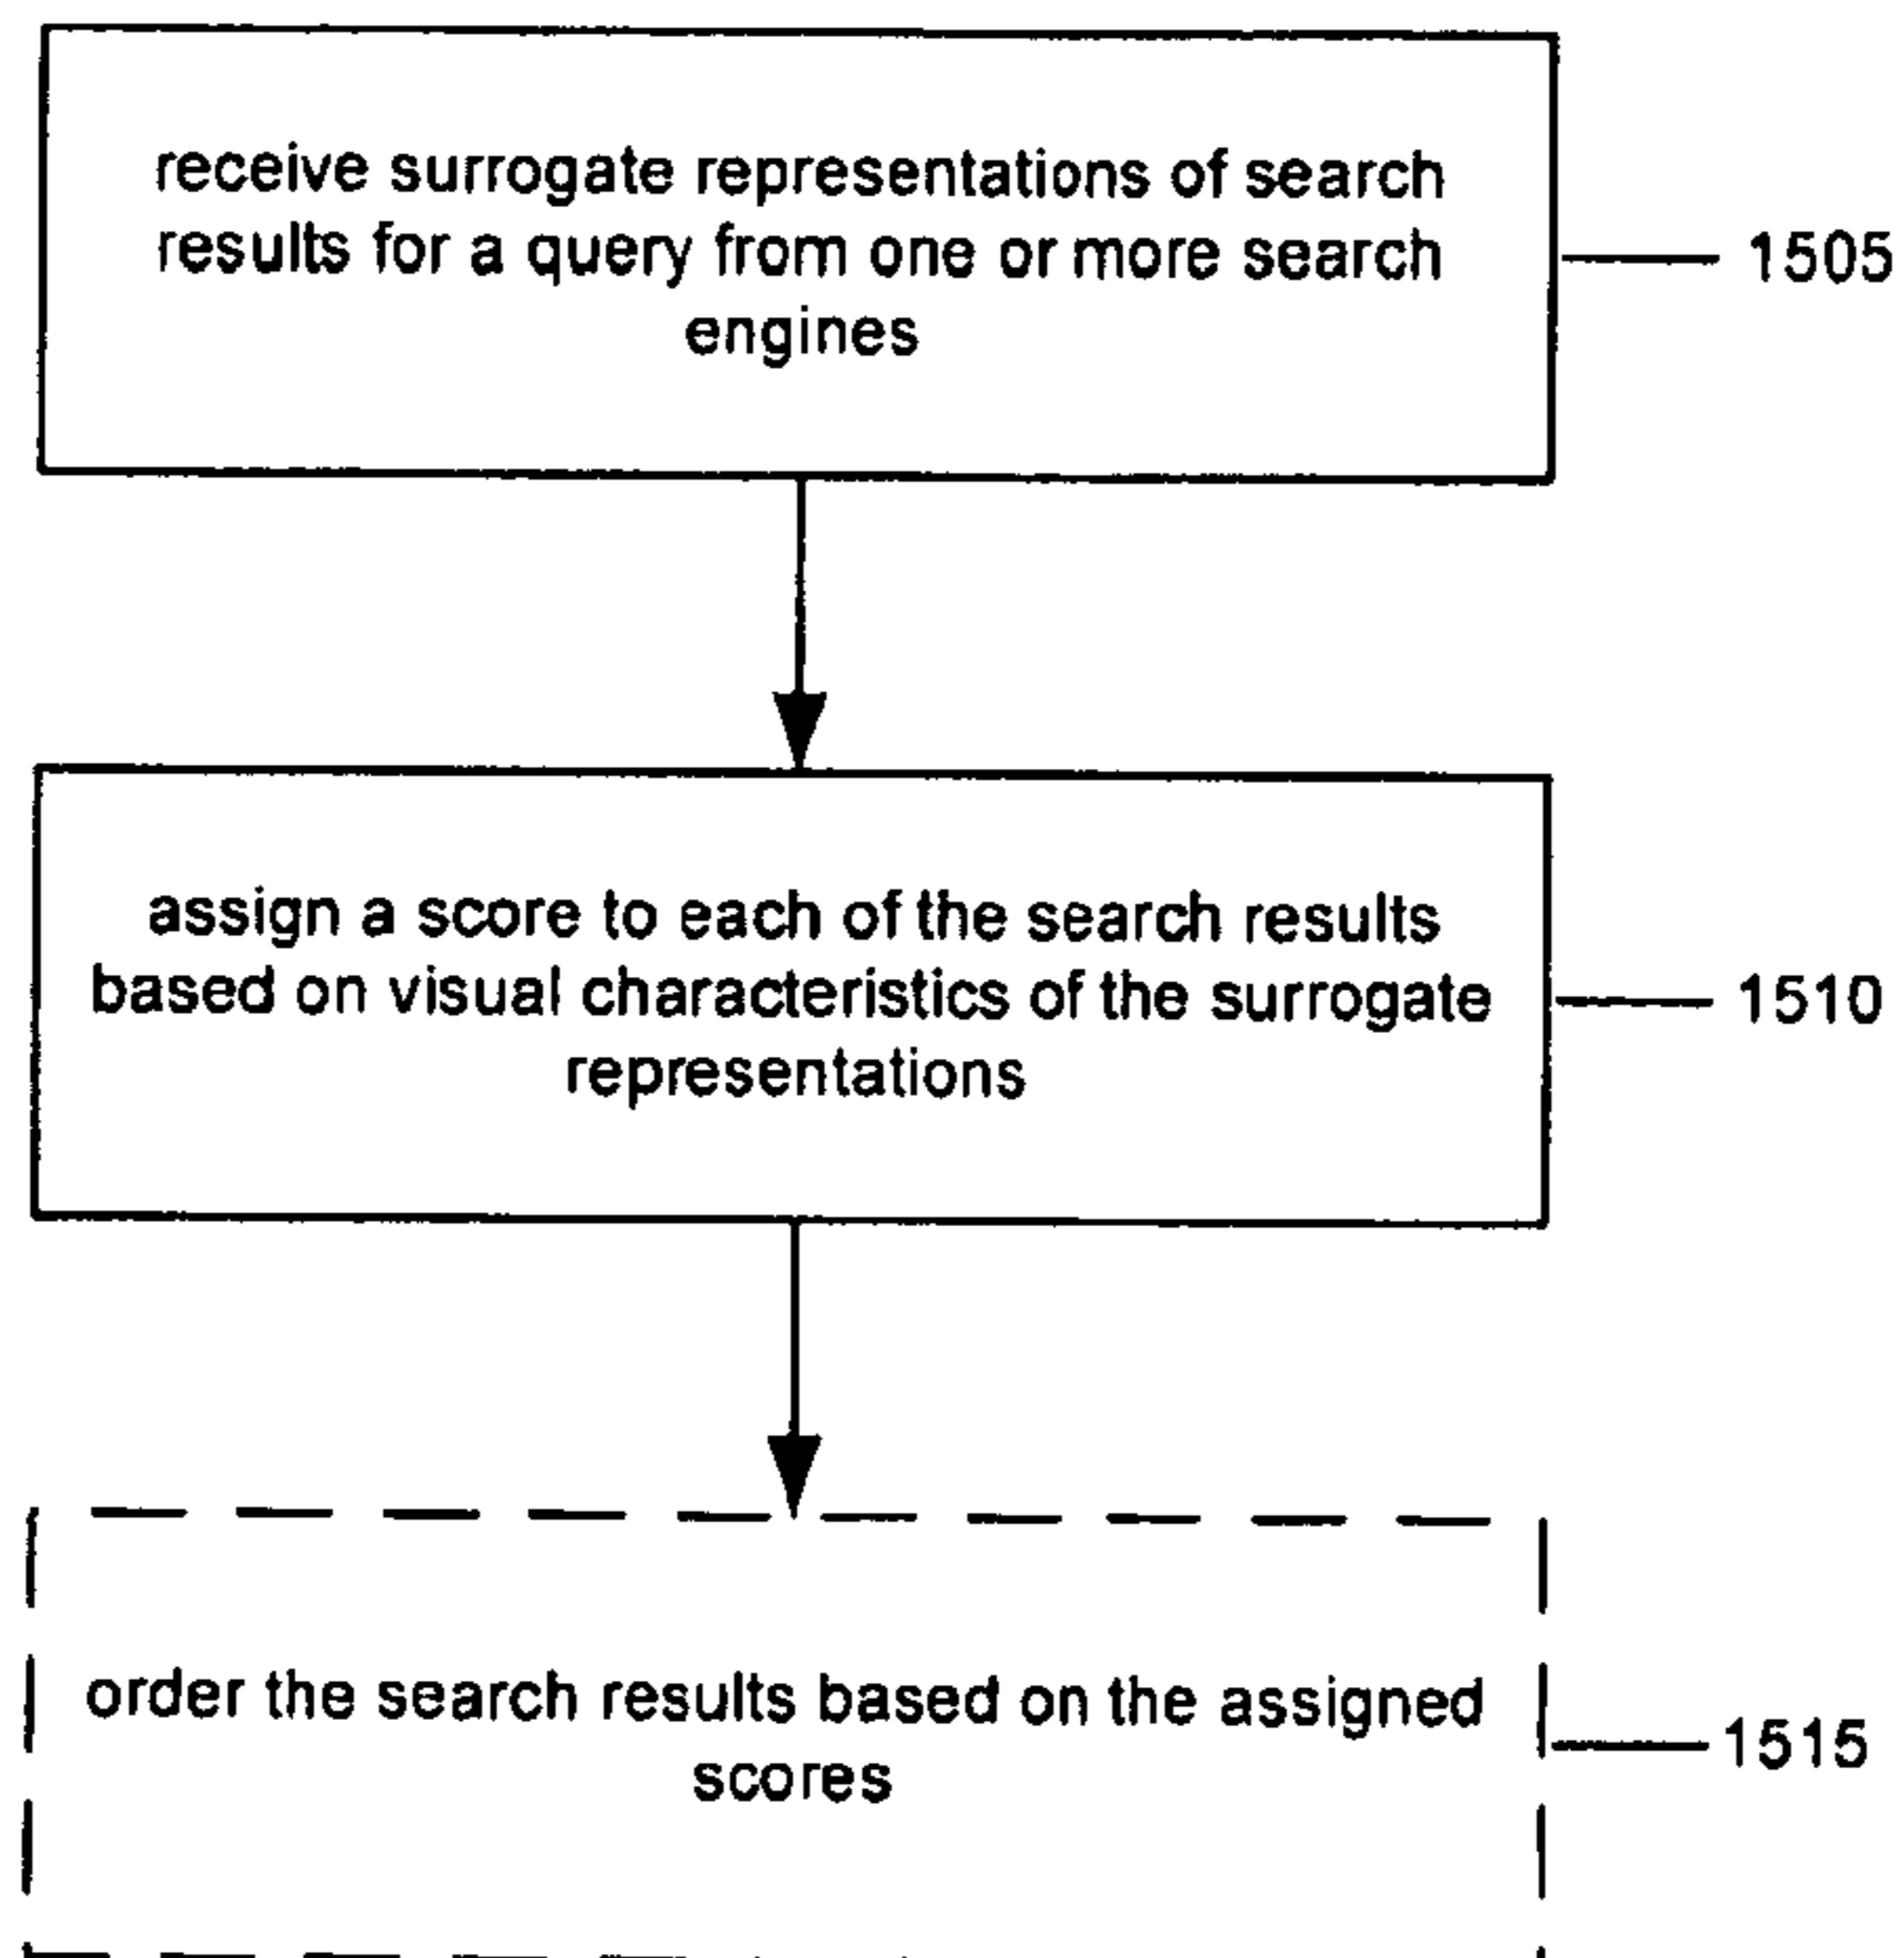 receive surrogate representations of search
results for a query from one or more search
engines
1505
assign a score to each of the search results
based on visual characteristics of the surrogate
representations
1510
order the search results based on the assigned
scores
1515